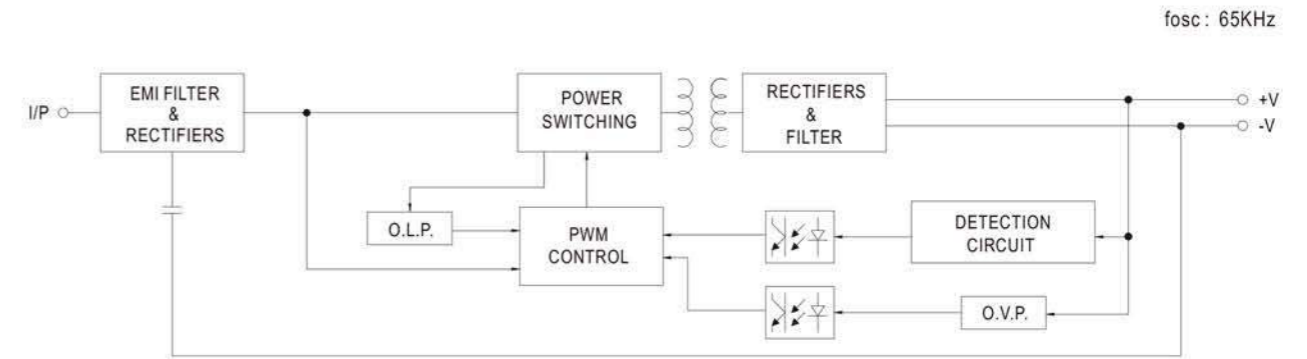 fosc : 65KHz
I/P
EMI FILTER
&
RECTIFIERS
POWER
SWITCHING
RECTIFIERS
&
FILTER
+V
-V
O.L.P.
PWM
CONTROL
DETECTION
CIRCUIT
O.V.P.